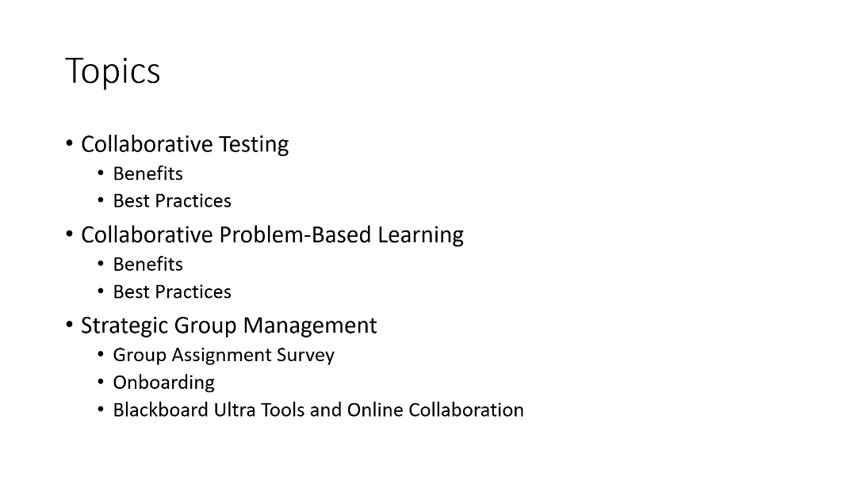 Topics
• Collaborative Testing
• Benefits
• Best Practices
• Collaborative Problem-Based Learning
• Benefits
• Best Practices
• Strategic Group Management
• Group Assignment Survey
• Onboarding
• Blackboard Ultra Tools and Online Collaboration